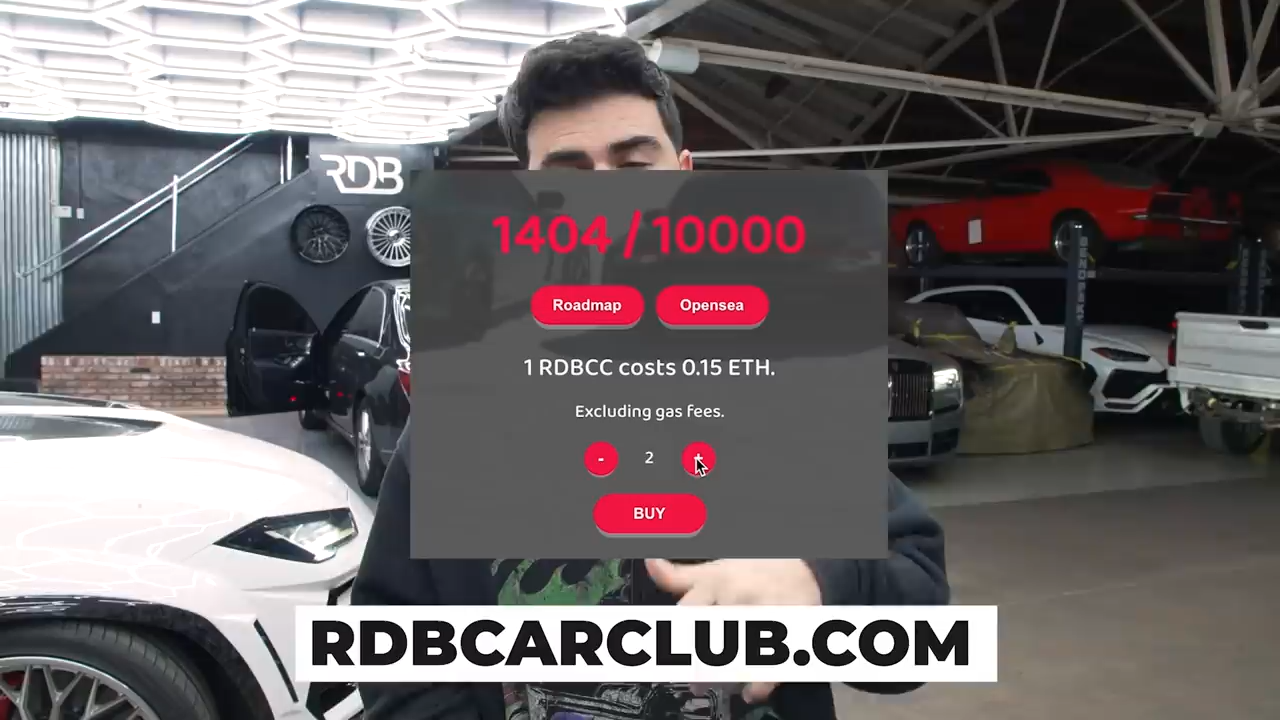 RDB
1404 / 10000
Roadmap
Opensea
1 RDBCC costs 0.15 ETH.
Excluding gas fees.
- 2 +
BUY
RDBCARCLUB.COM